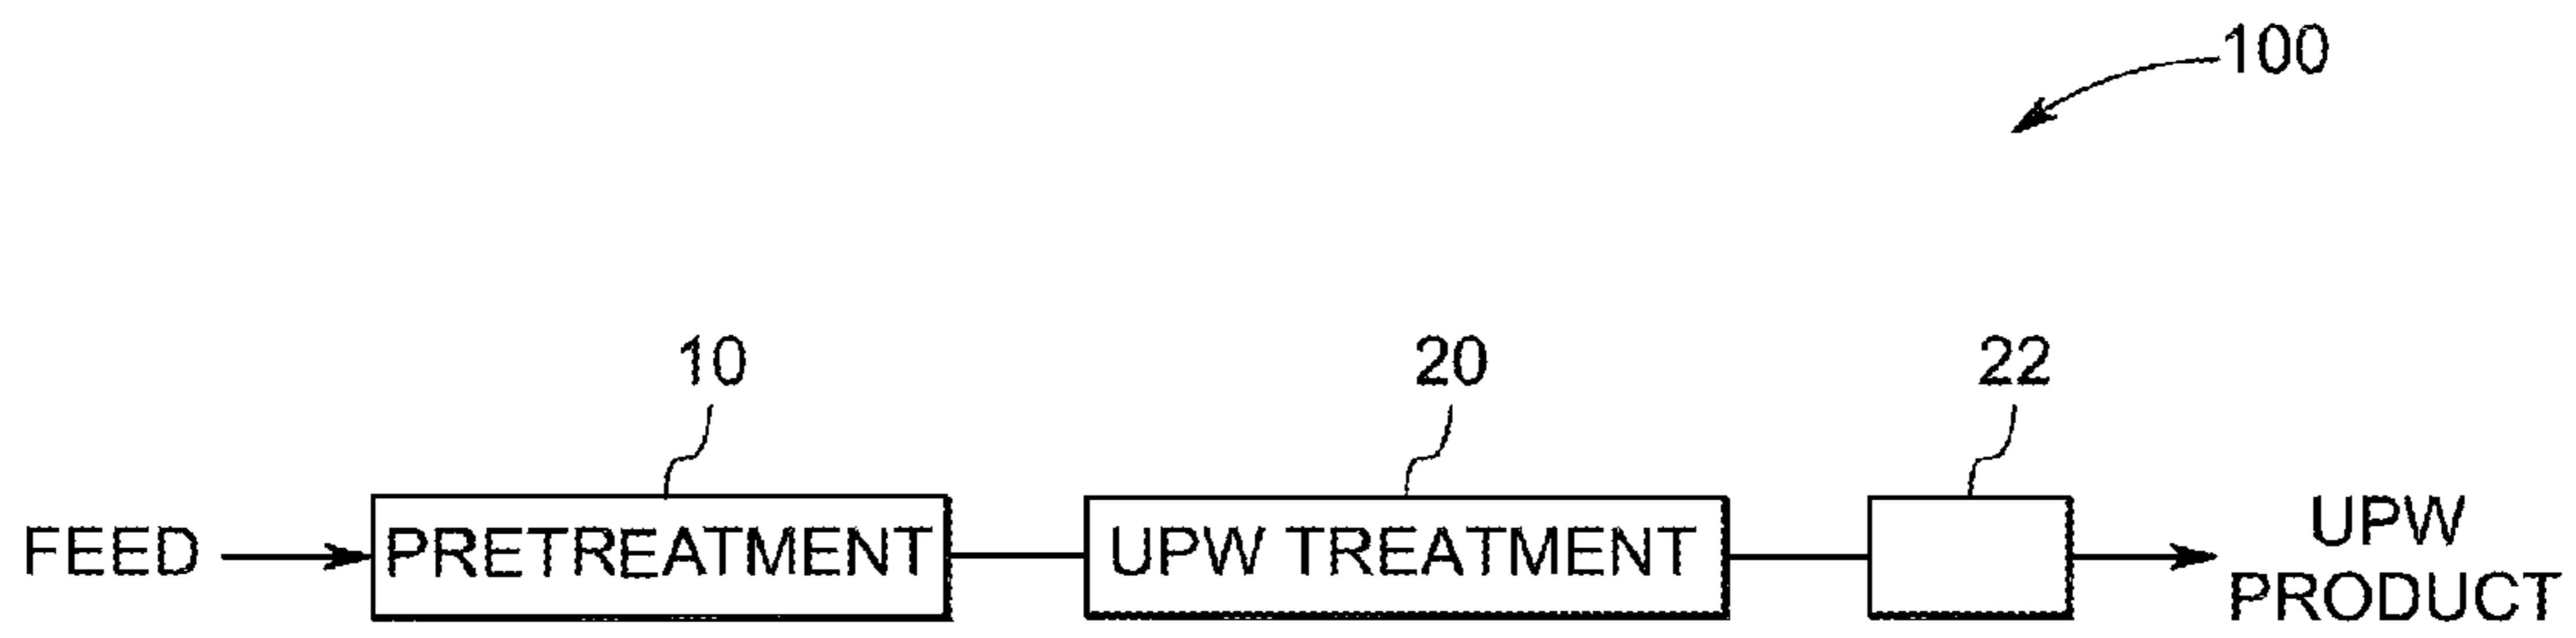 100
10
20
22
FEED
PRETREATMENT
UPW TREATMENT
UPW
PRODUCT